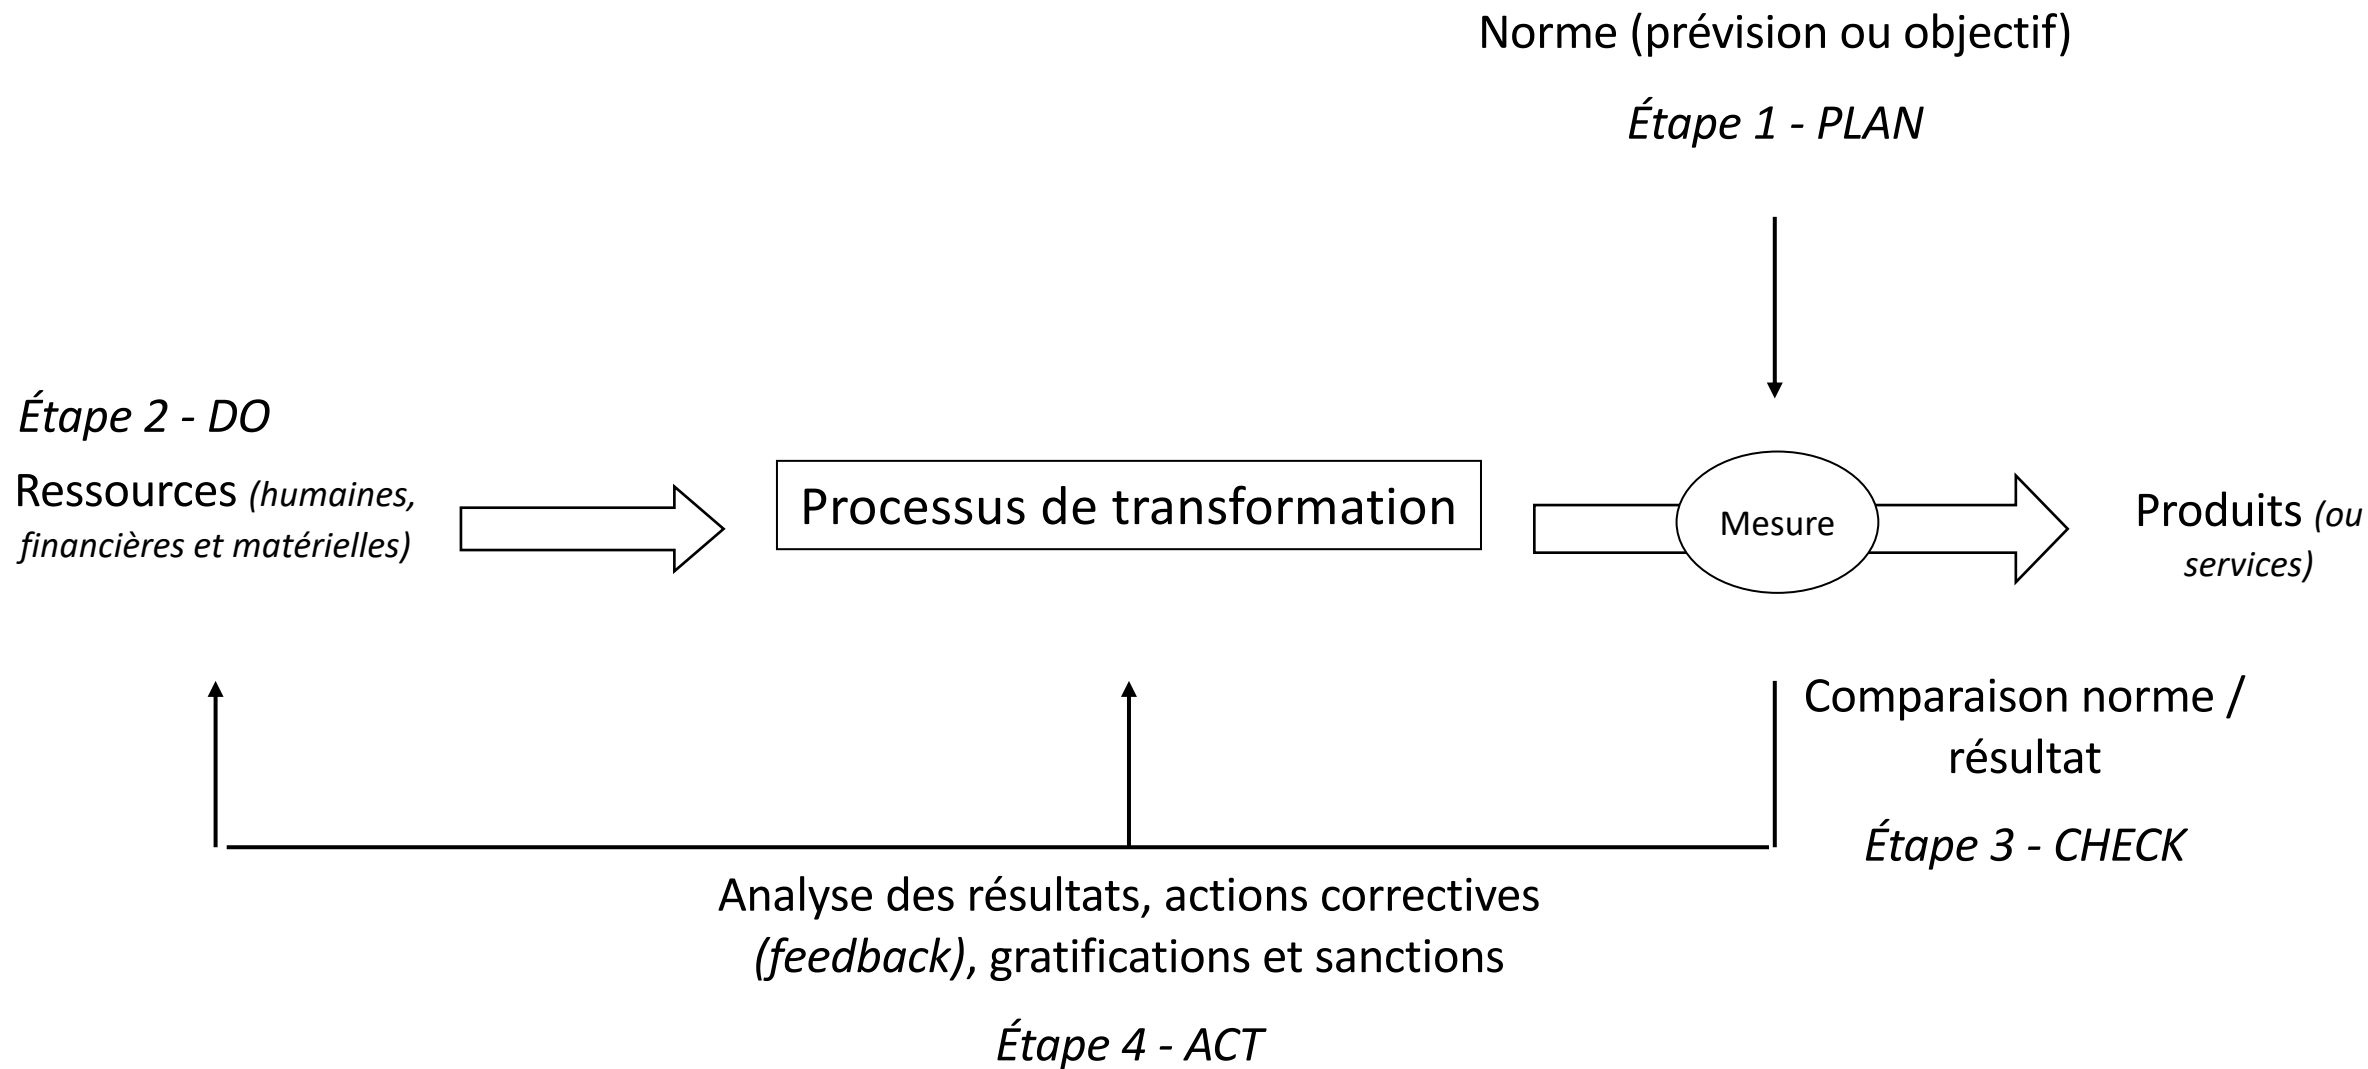 Norme (prévision ou objectif)
Étape 1 - PLAN
Étape 2 - DO
Ressources (humaines,
financières et matérielles)
Processus de transformation
Mesure
Produits (ou
services)
Comparaison norme /
résultat
Étape 3 - CHECK
Analyse des résultats, actions correctives
(feedback), gratifications et sanctions
Étape 4 - ACT